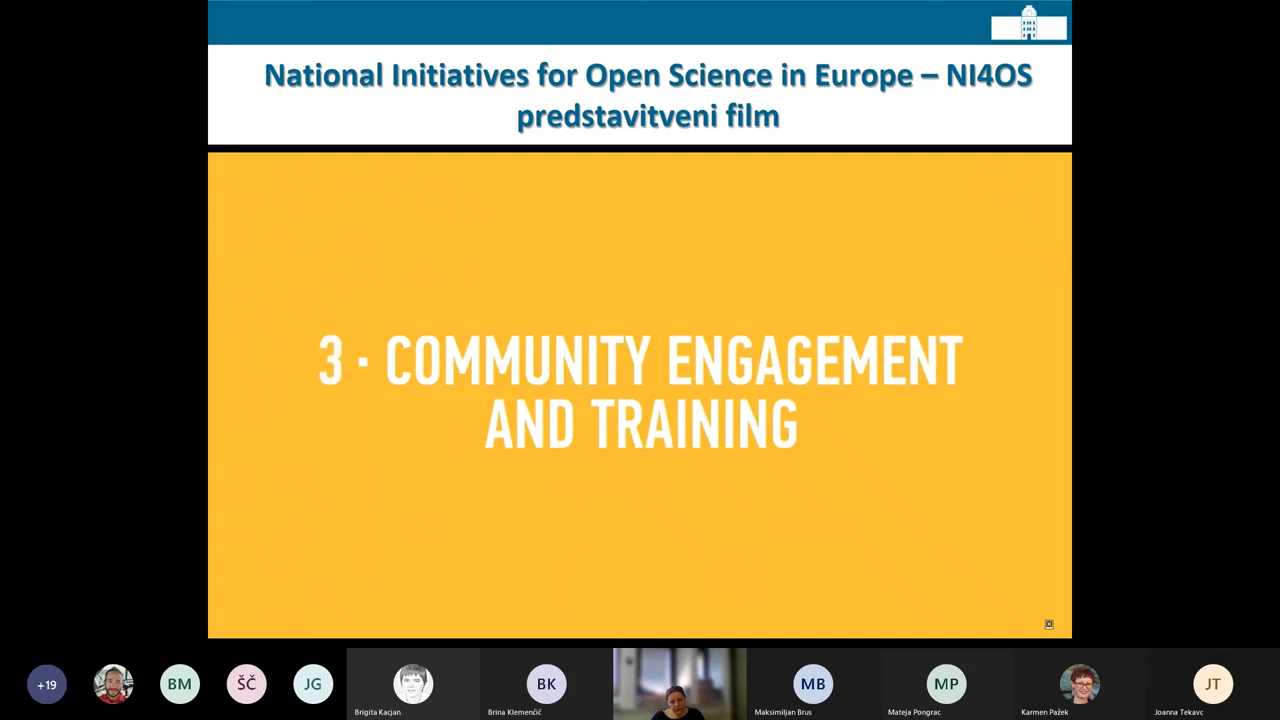 National Initiatives for Open Science in Europe – NI4OS
predstavitveni film
3 · COMMUNITY ENGAGEMENT
AND TRAINING
+19
BM
ŠČ
JG
Brigita Kacjan
BK
Brina Klemenčič
MB
Maksimiljan Brus
MP
Mateja Pongrac
Karmen Pažek
JT
Joanna Tekavc